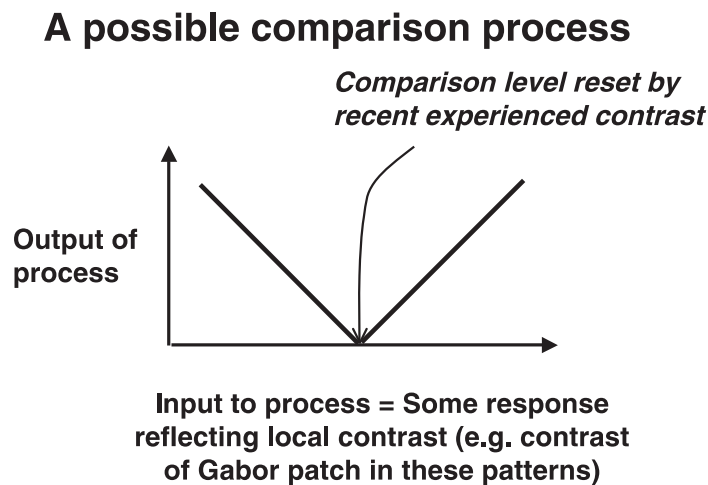 A possible comparison process
Comparison level reset by
recent experienced contrast
Output of
process
Input to process = Some response
reflecting local contrast (e.g. contrast
of Gabor patch in these patterns)